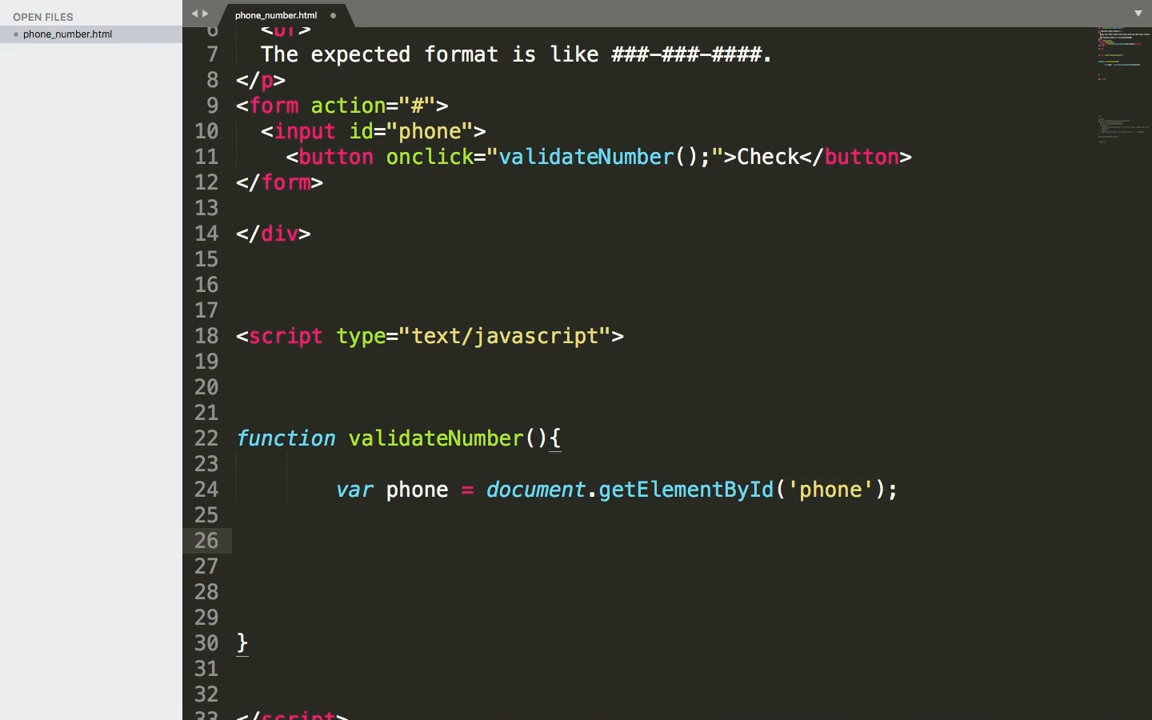 OPEN FILES
phone_number.html
phone_number.html
6 <br>
7 The expected format is like ###-###-####.
8 </p>
9 <form action="#">
10 <input id="phone">
11 <button onclick="validateNumber();">Check</button>
12 </form>
13
14 </div>
15
16
17
18 <script type="text/javascript">
19
20
21
22 function validateNumber(){
23
24 var phone = document.getElementById('phone');
25
26
27
28
29
30 }
31
32
33 </script>